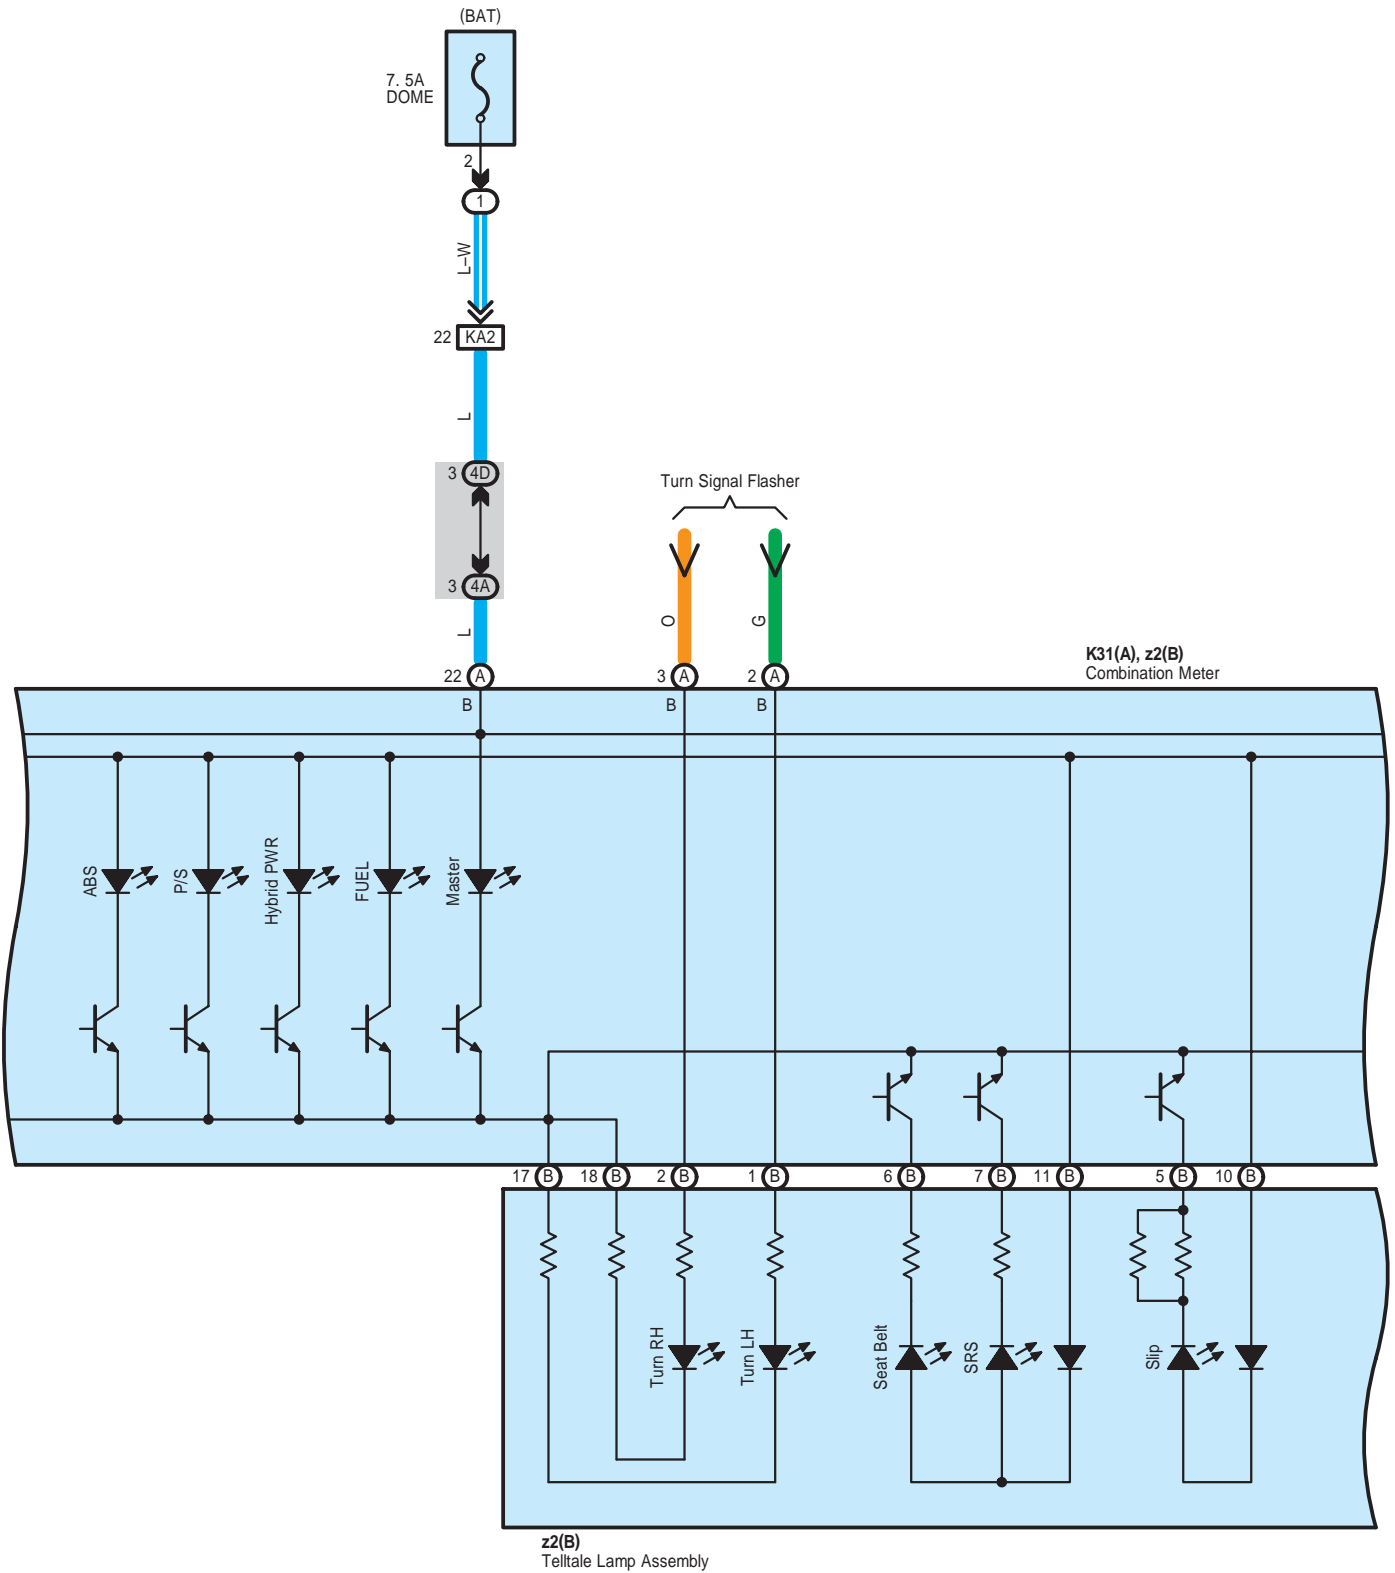 (BAT)
7. 5A
DOME
2
1
L–W
22 KA2
L
3 4D
Turn Signal Flasher
3 4A
L
O
G
K31(A), z2(B)
Combination Meter
22 A
3 A
2 A
B
B
B
ABS
P/S
Hybrid PWR
FUEL
Master
17 B
18 B
2 B
1 B
6 B
7 B
11 B
5 B
10 B
Turn RH
Turn LH
Seat Belt
SRS
Slip
z2(B)
Telltale Lamp Assembly